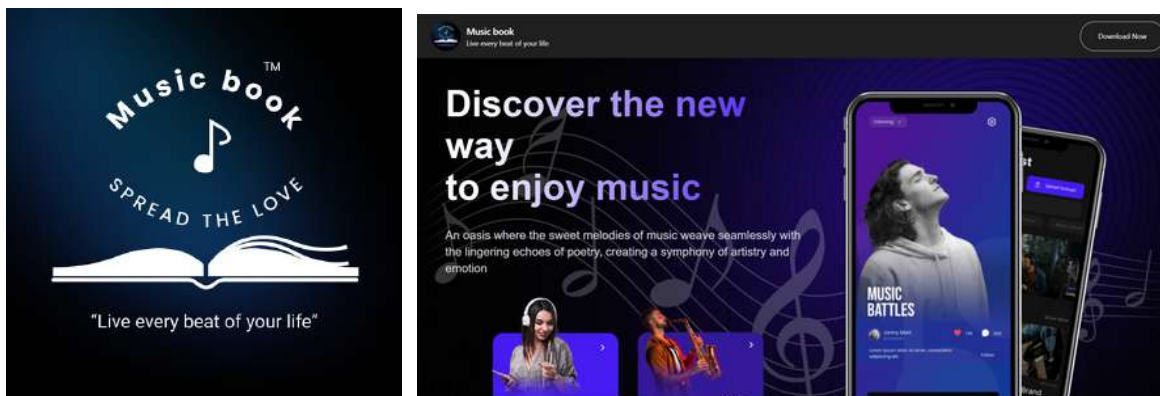 Music book™
SPREAD THE LOVE
"Live every beat of your life"
Music book
Live every beat of your life
Download Now
Discover the new
way
to enjoy music
An oasis where the sweet melodies of music weave seamlessly with
the lingering echoes of poetry, creating a symphony of artistry and
emotion
MUSIC
BATTLES
Follow